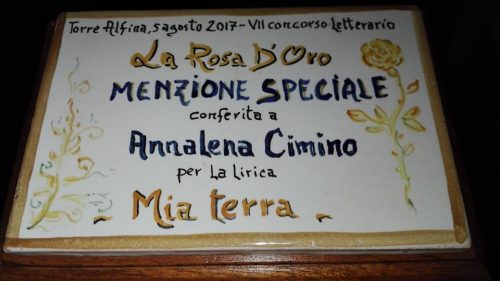 Torre Alfina, 5 agosto 2017 - VII concorso Letterario
La Rosa D'Oro
MENZIONE SPECIALE
conferita a
Annalena Cimino
per La Lirica
- Mia terra -